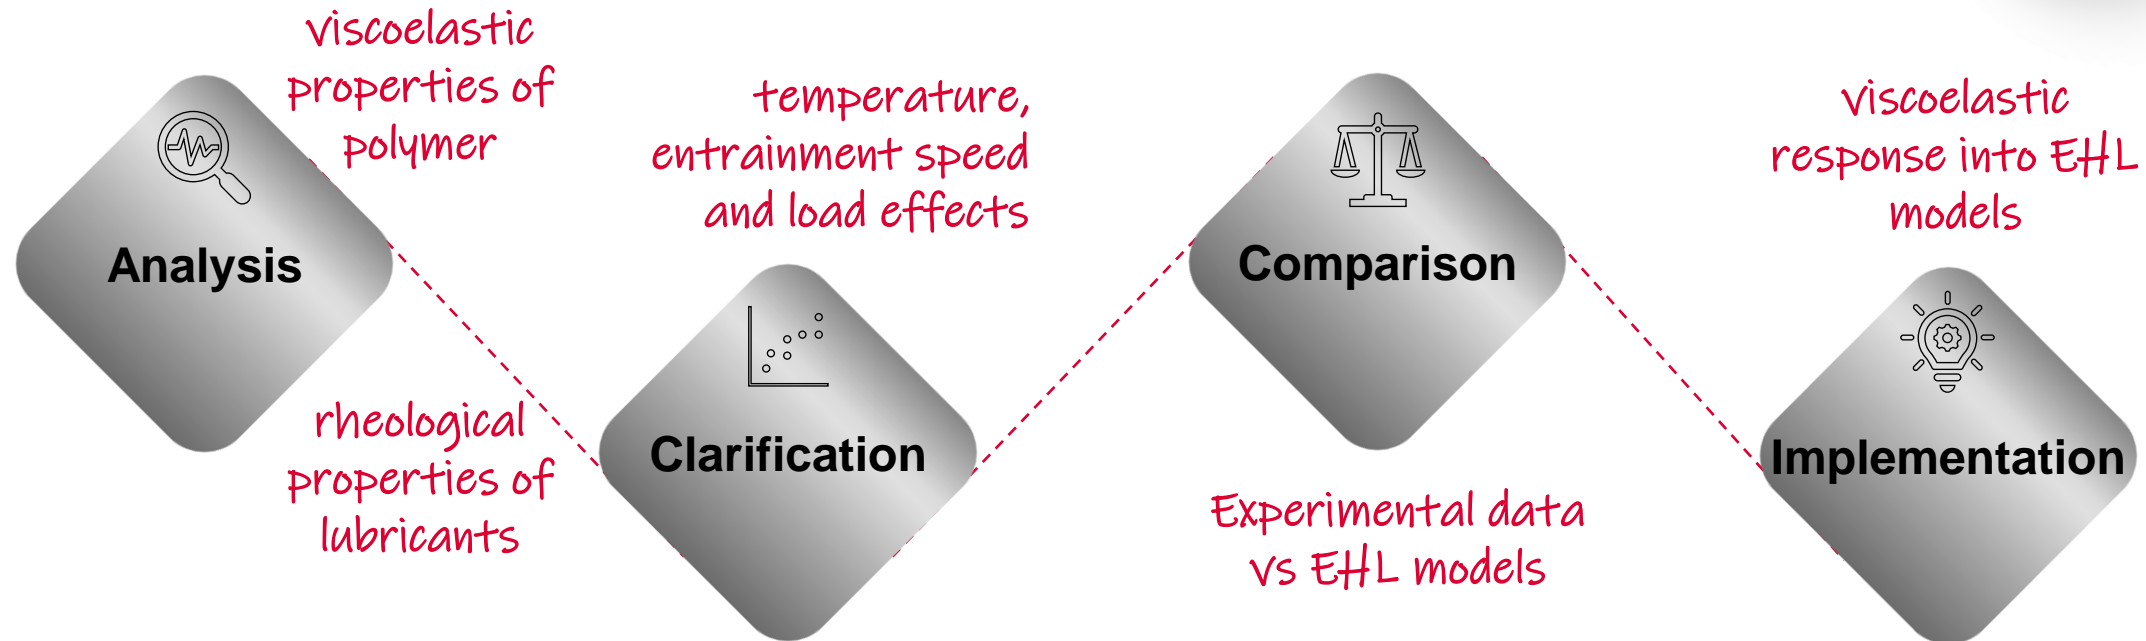 viscoelastic
properties of
polymer
Analysis
rheological
properties of
lubricants
temperature,
entrainment speed
and load effects
Clarification
Comparison
Experimental data
vs EHL models
viscoelastic
response into EHL
models
Implementation